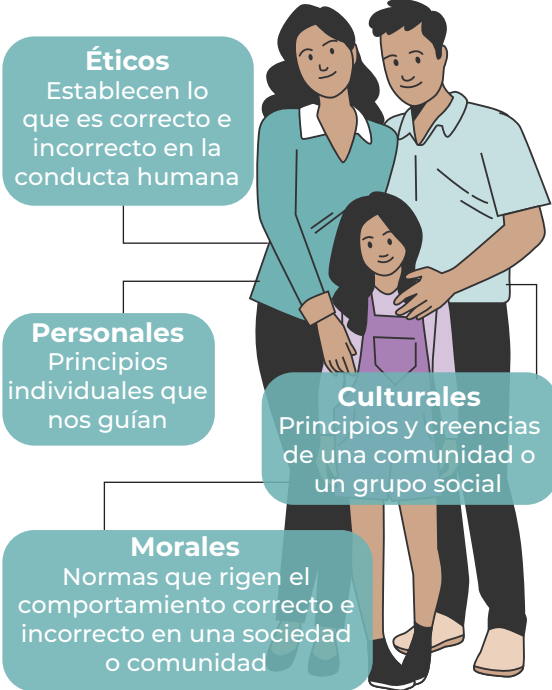 Éticos
Establecen lo
que es correcto e
incorrecto en la
conducta humana
Personales
Principios
individuales que
nos guían
Culturales
Principios y creencias
de una comunidad o
un grupo social
Morales
Normas que rigen el
comportamiento correcto e
incorrecto en una sociedad
o comunidad